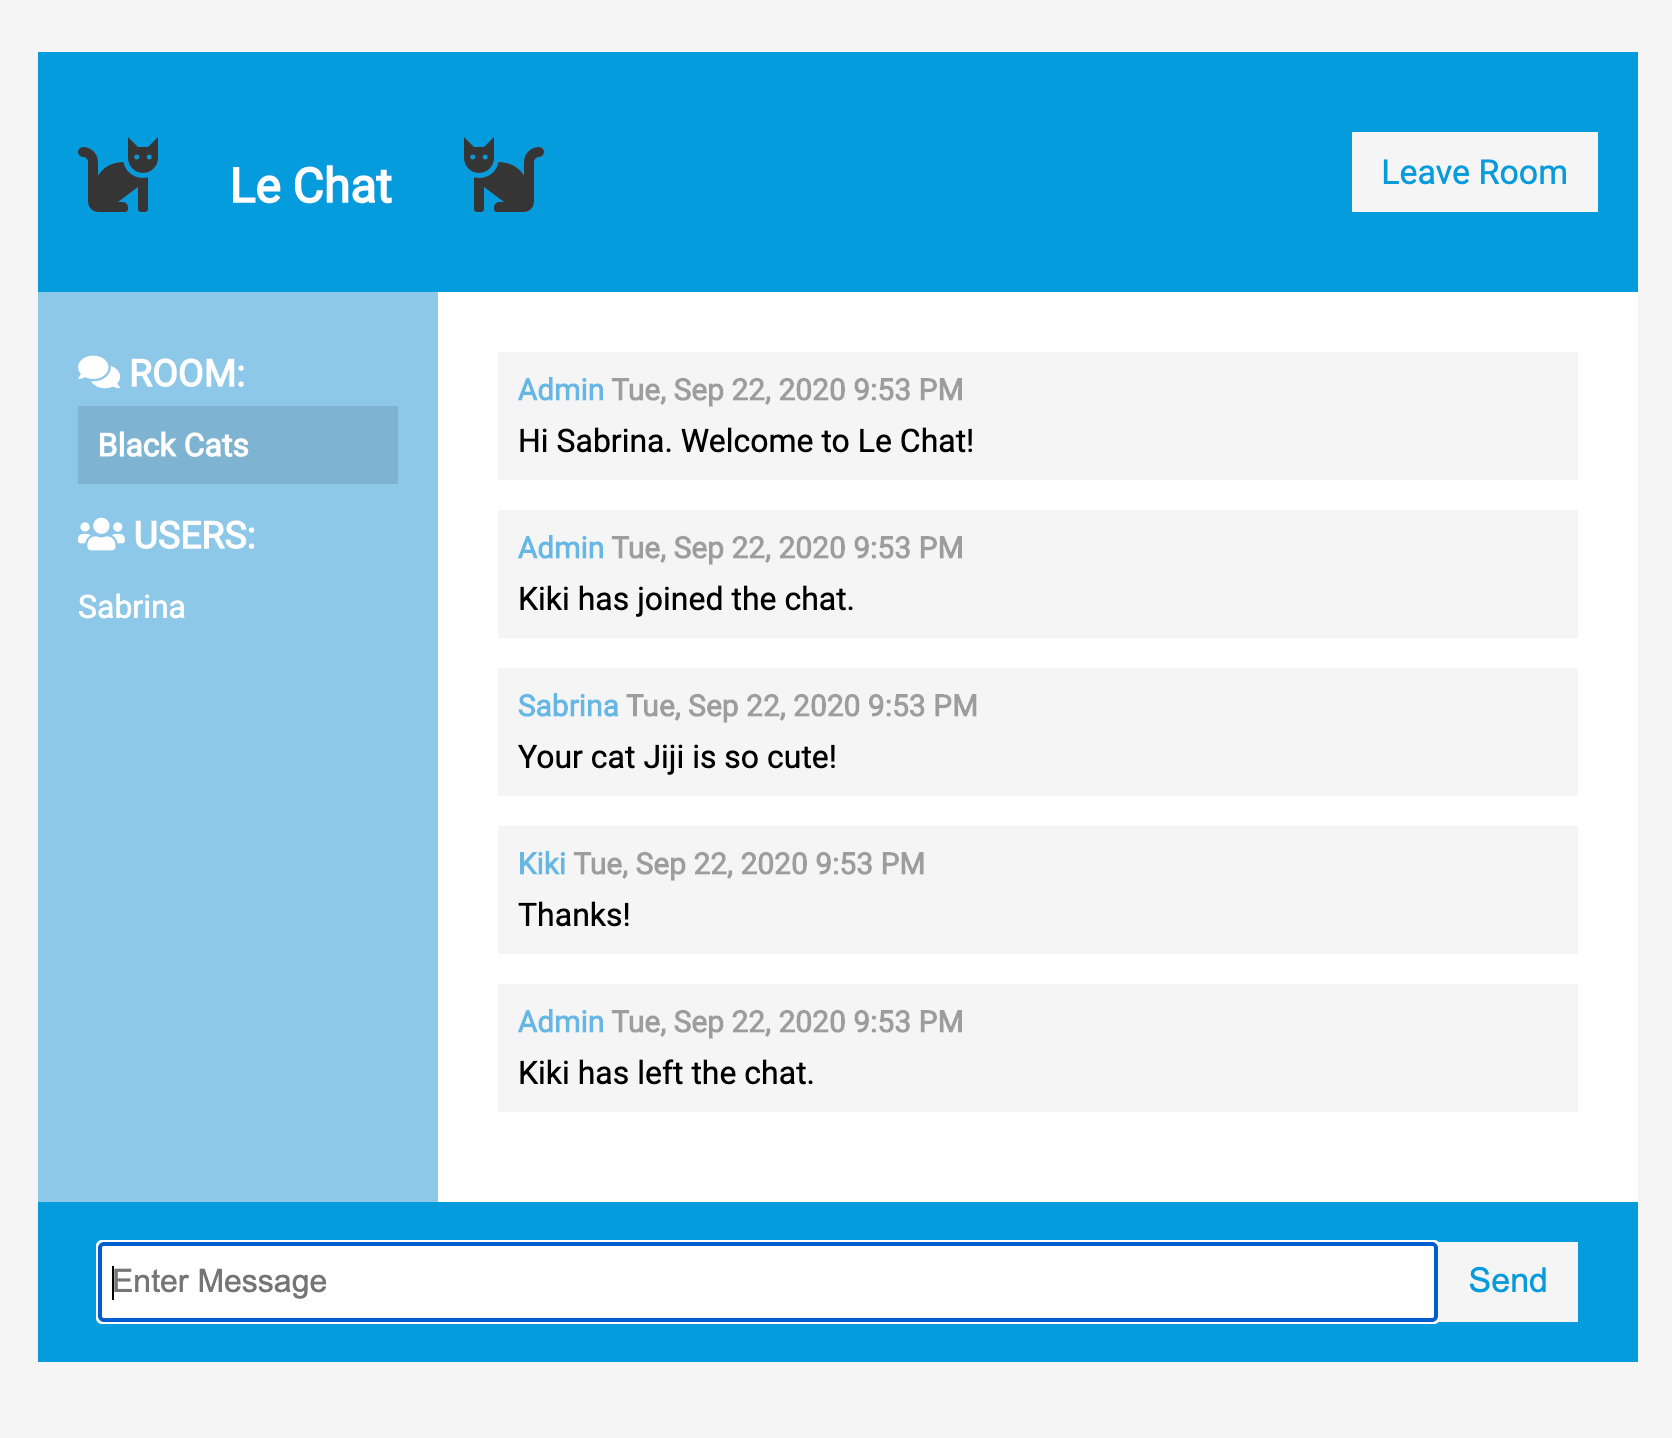 Le Chat
Leave Room
ROOM:
Black Cats
USERS:
Sabrina
Admin Tue, Sep 22, 2020 9:53 PM
Hi Sabrina. Welcome to Le Chat!
Admin Tue, Sep 22, 2020 9:53 PM
Kiki has joined the chat.
Sabrina Tue, Sep 22, 2020 9:53 PM
Your cat Jiji is so cute!
Kiki Tue, Sep 22, 2020 9:53 PM
Thanks!
Admin Tue, Sep 22, 2020 9:53 PM
Kiki has left the chat.
Enter Message
Send